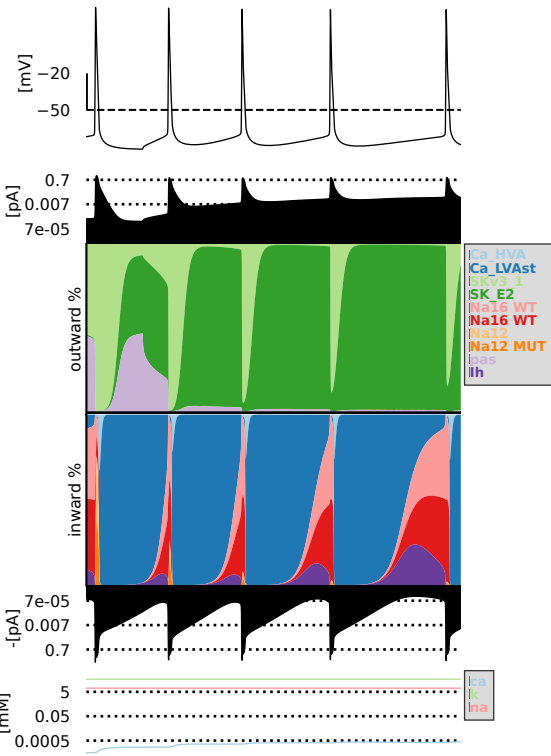 [mV]
−20
−50
[pA]
0.7
0.007
7e-05
outward %
Ca_HVA
Ca_LVAst
SKv3_1
SK_E2
Na16 WT
Na16 WT
Na12
Na12 MUT
pas
Ih
inward %
-[pA]
7e-05
0.007
0.7
[mM]
5
0.05
0.0005
ca
k
na